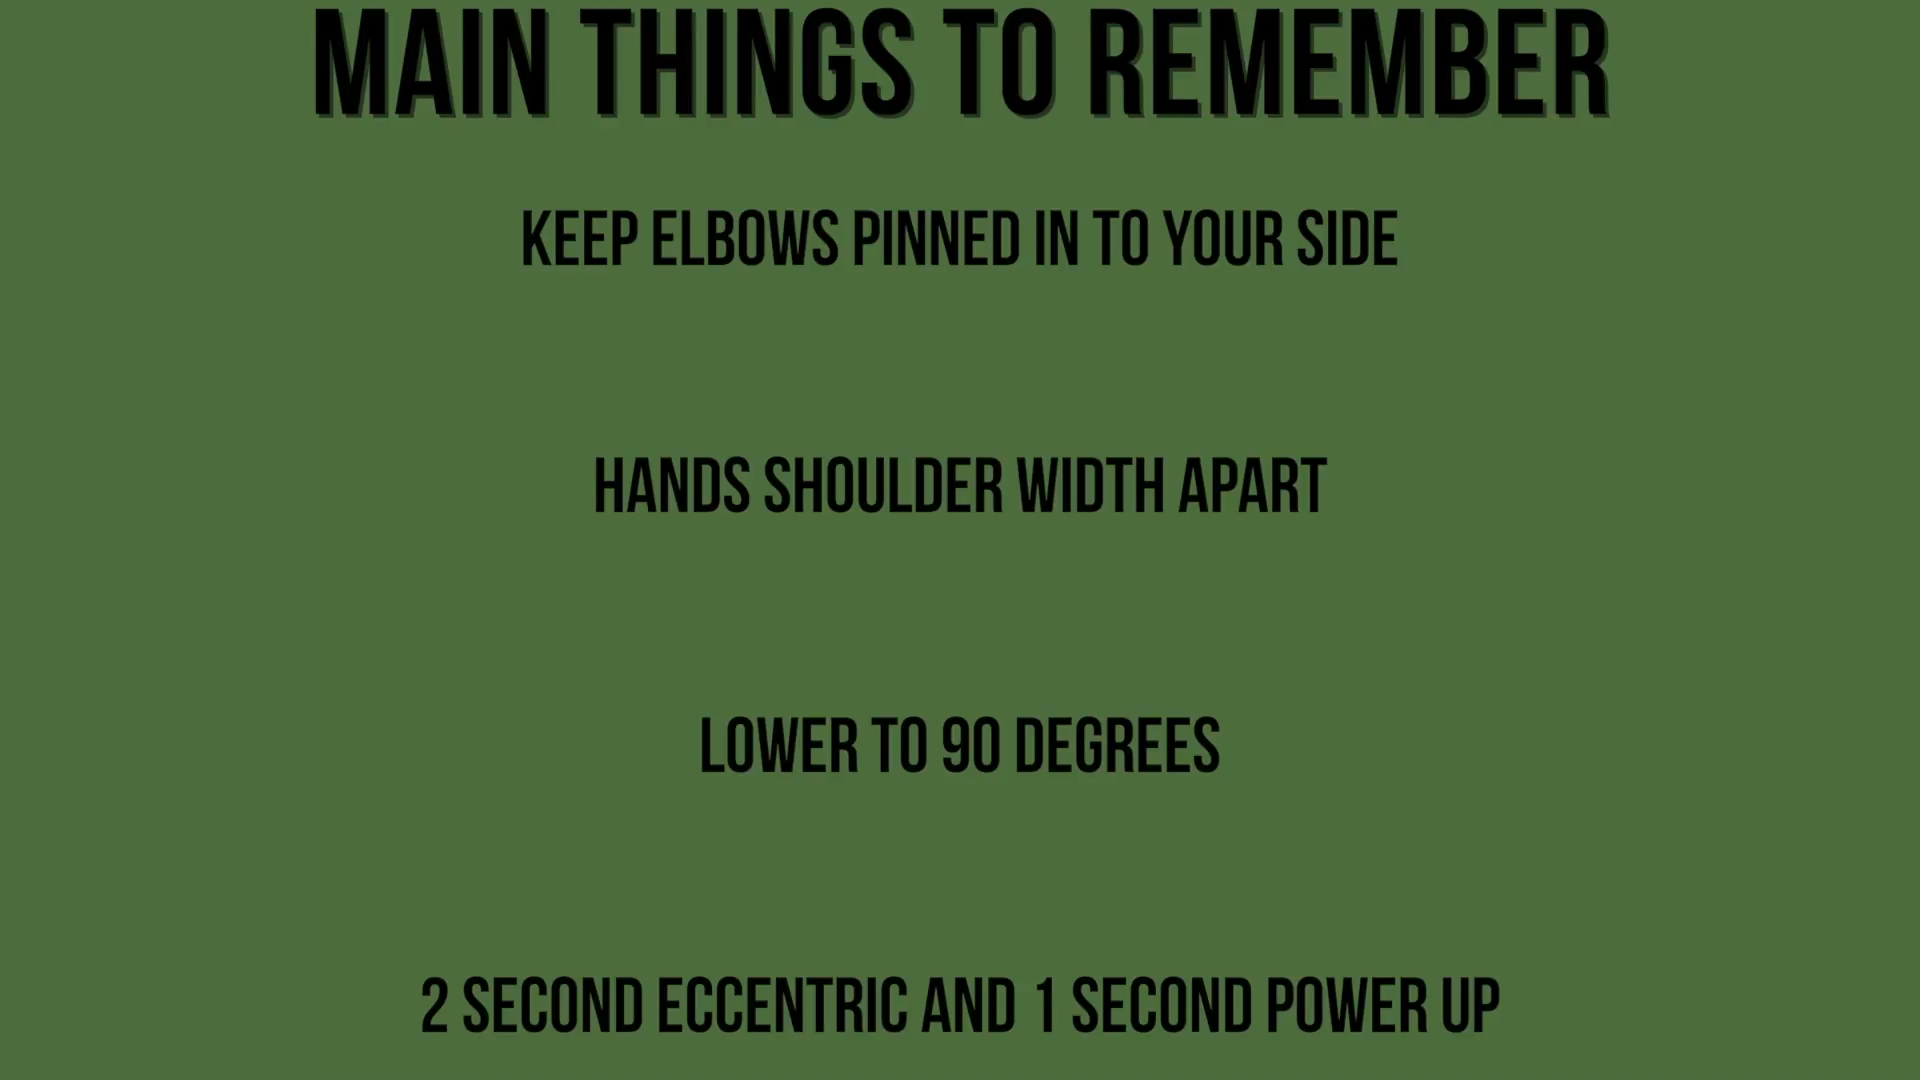 MAIN THINGS TO REMEMBER
KEEP ELBOWS PINNED IN TO YOUR SIDE
HANDS SHOULDER WIDTH APART
LOWER TO 90 DEGREES
2 SECOND ECCENTRIC AND 1 SECOND POWER UP